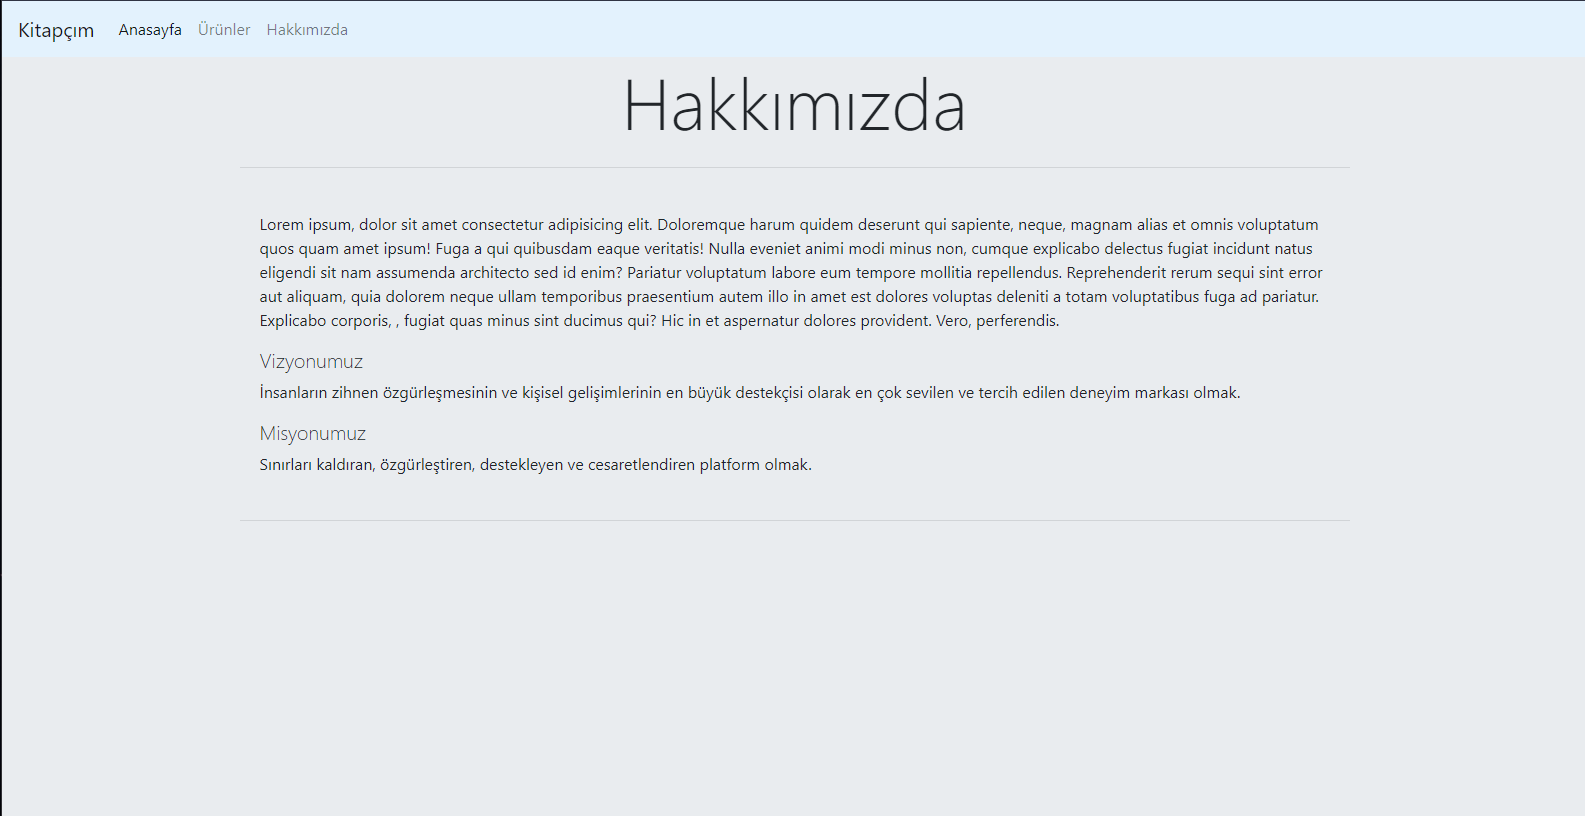 Kitapçım Anasayfa Ürünler Hakkımızda
Hakkımızda
Lorem ipsum, dolor sit amet consectetur adipisicing elit. Doloremque harum quidem deserunt qui sapiente, neque, magnam alias et omnis voluptatum
quos quam amet ipsum! Fuga a qui quibusdam eaque veritatis! Nulla eveniet animi modi minus non, cumque explicabo delectus fugiat incidunt natus
eligendi sit nam assumenda architecto sed id enim? Pariatur voluptatum labore eum tempore mollitia repellendus. Reprehenderit rerum sequi sint error
aut aliquam, quia dolorem neque ullam temporibus praesentium autem illo in amet est dolores voluptas deleniti a totam voluptatibus fuga ad pariatur.
Explicabo corporis, , fugiat quas minus sint ducimus qui? Hic in et aspernatur dolores provident. Vero, perferendis.
Vizyonumuz
İnsanların zihnen özgürleşmesinin ve kişisel gelişimlerinin en büyük destekçisi olarak en çok sevilen ve tercih edilen deneyim markası olmak.
Misyonumuz
Sınırları kaldıran, özgürleştiren, destekleyen ve cesaretlendiren platform olmak.